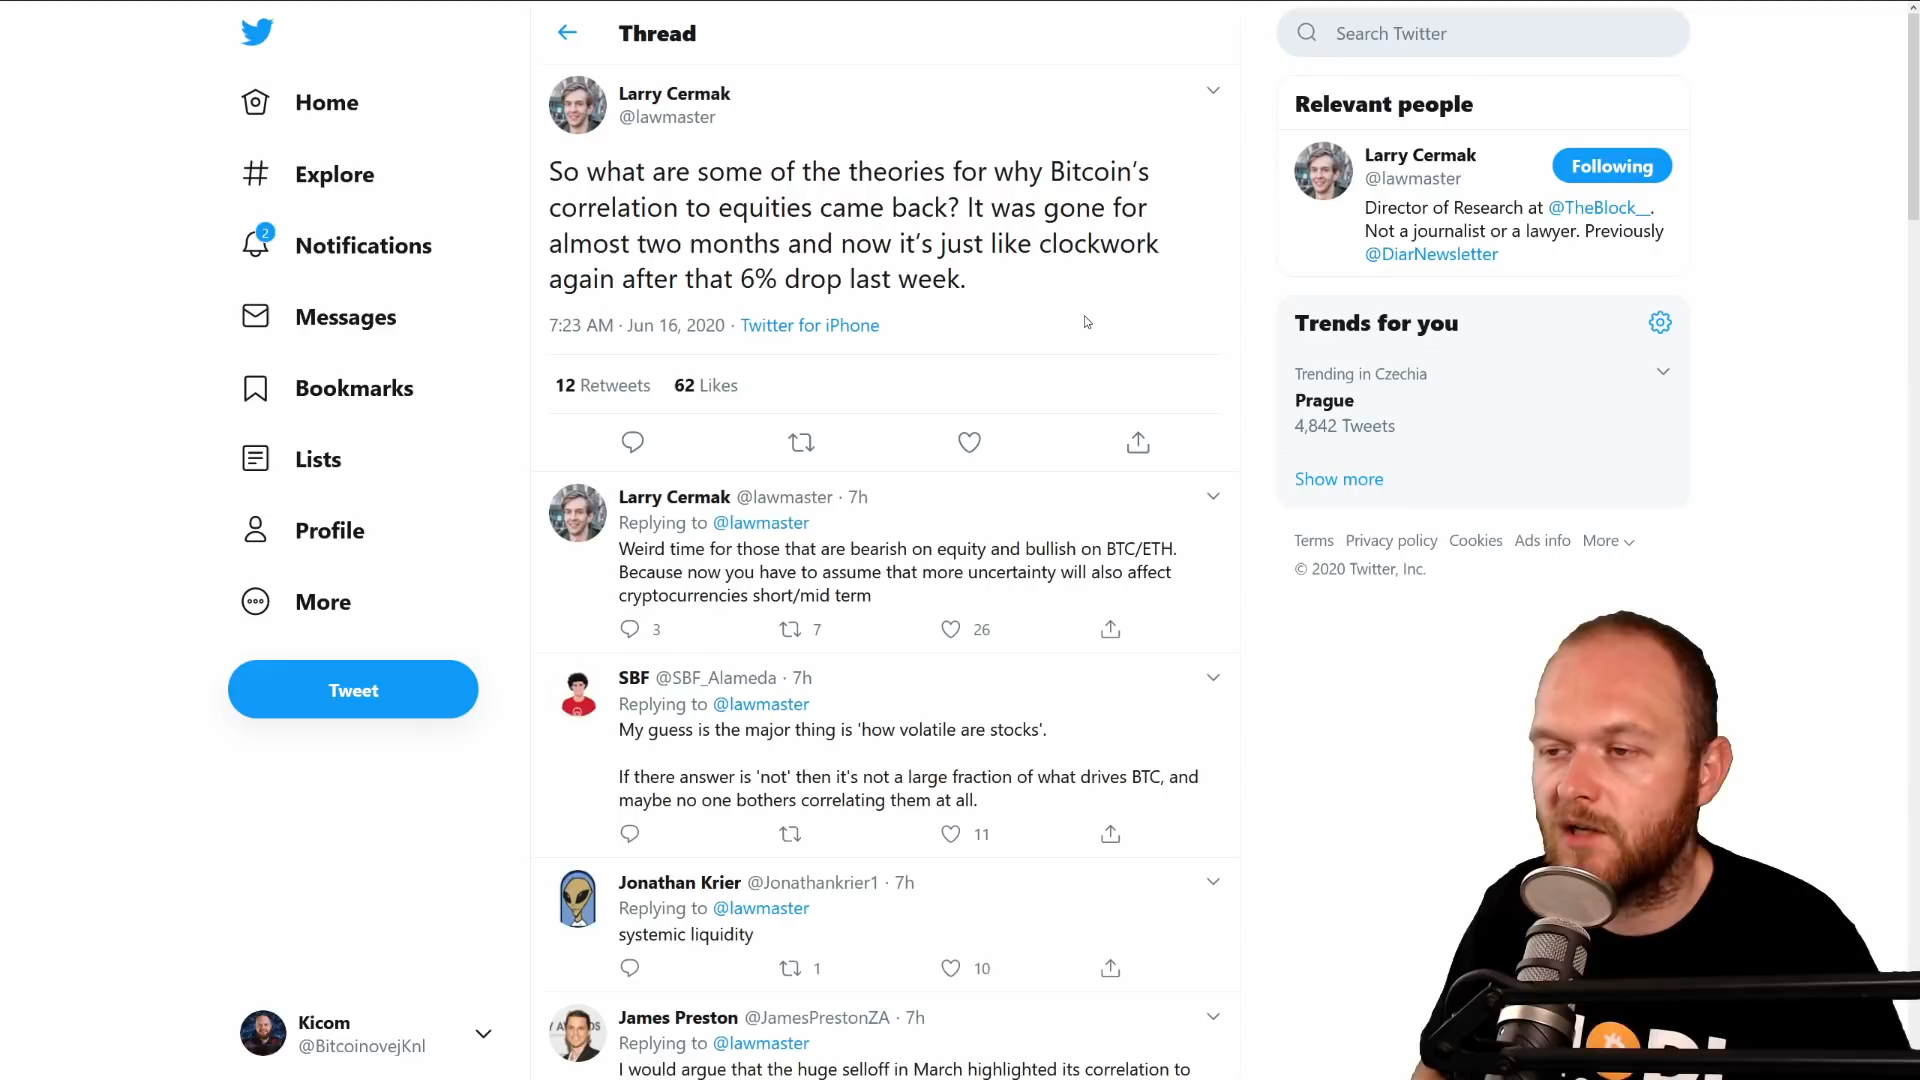 Thread
Search Twitter
Home
Explore
2
Notifications
Messages
Bookmarks
Lists
Profile
More
Tweet
Kicom
@BitcoinovejKnl
Larry Cermak
@lawmaster
So what are some of the theories for why Bitcoin’s
correlation to equities came back? It was gone for
almost two months and now it’s just like clockwork
again after that 6% drop last week.
7:23 AM · Jun 16, 2020 · Twitter for iPhone
12 Retweets 62 Likes
Larry Cermak @lawmaster · 7h
Replying to @lawmaster
Weird time for those that are bearish on equity and bullish on BTC/ETH.
Because now you have to assume that more uncertainty will also affect
cryptocurrencies short/mid term
3 7 26
SBF @SBF_Alameda · 7h
Replying to @lawmaster
My guess is the major thing is 'how volatile are stocks'.
If there answer is 'not' then it's not a large fraction of what drives BTC, and
maybe no one bothers correlating them at all.
11
Jonathan Krier @Jonathankrier1 · 7h
Replying to @lawmaster
systemic liquidity
1 10
James Preston @JamesPrestonZA · 7h
Replying to @lawmaster
I would argue that the huge selloff in March highlighted its correlation to
Relevant people
Larry Cermak
@lawmaster
Following
Director of Research at @TheBlock__.
Not a journalist or a lawyer. Previously
@DiarNewsletter
Trends for you
Trending in Czechia
Prague
4,842 Tweets
Show more
Terms Privacy policy Cookies Ads info More
© 2020 Twitter, Inc.